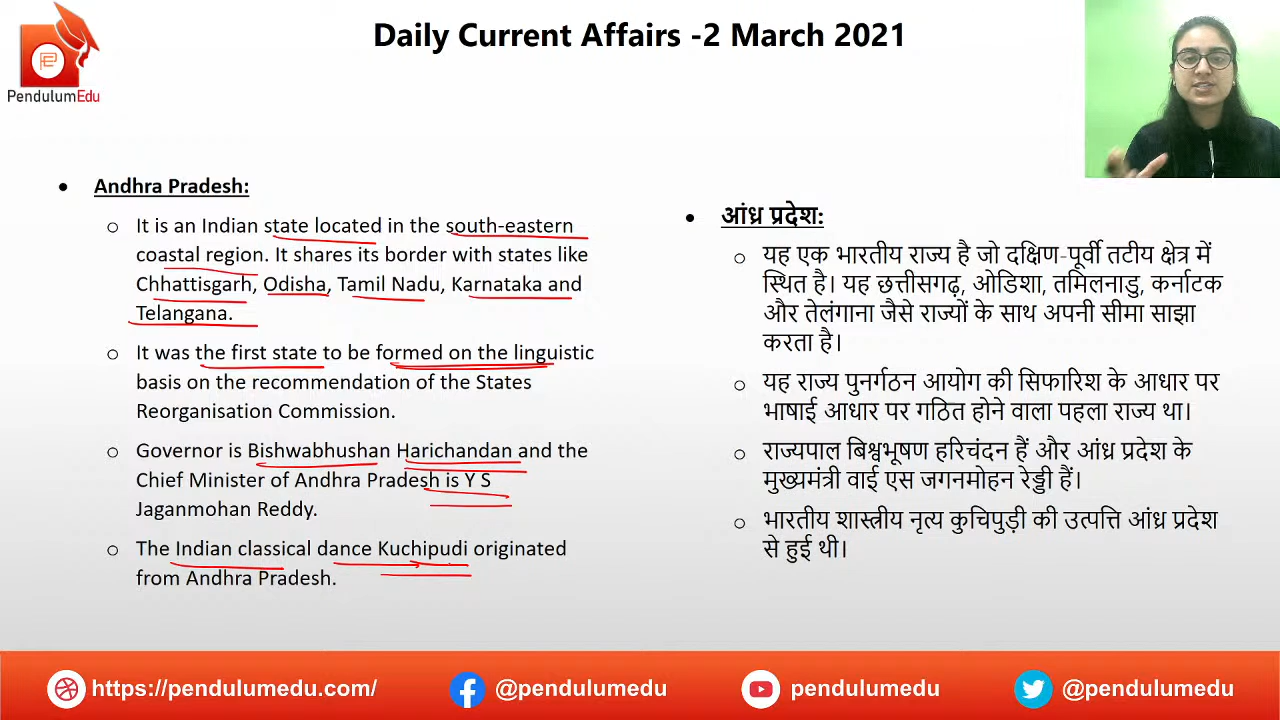 Daily Current Affairs -2 March 2021
PendulumEdu
• Andhra Pradesh:
o It is an Indian state located in the south-eastern
coastal region. It shares its border with states like
Chhattisgarh, Odisha, Tamil Nadu, Karnataka and
Telangana.
o It was the first state to be formed on the linguistic
basis on the recommendation of the States
Reorganisation Commission.
o Governor is Bishwabhushan Harichandan and the
Chief Minister of Andhra Pradesh is Y S
Jaganmohan Reddy.
o The Indian classical dance Kuchipudi originated
from Andhra Pradesh.
• आंध्र प्रदेश:
o यह एक भारतीय राज्य है जो दक्षिण-पूर्वी तटीय क्षेत्र में
स्थित है। यह छत्तीसगढ़, ओडिशा, तमिलनाडु, कर्नाटक
और तेलंगाना जैसे राज्यों के साथ अपनी सीमा साझा
करता है।
o यह राज्य पुनर्गठन आयोग की सिफारिश के आधार पर
भाषाई आधार पर गठित होने वाला पहला राज्य था।
o राज्यपाल बिश्वभूषण हरिचंदन हैं और आंध्र प्रदेश के
मुख्यमंत्री वाई एस जगनमोहन रेड्डी हैं।
o भारतीय शास्त्रीय नृत्य कुचिपुड़ी की उत्पत्ति आंध्र प्रदेश
से हुई थी।
https://pendulumedu.com/
@pendulumedu
pendulumedu
@pendulumedu